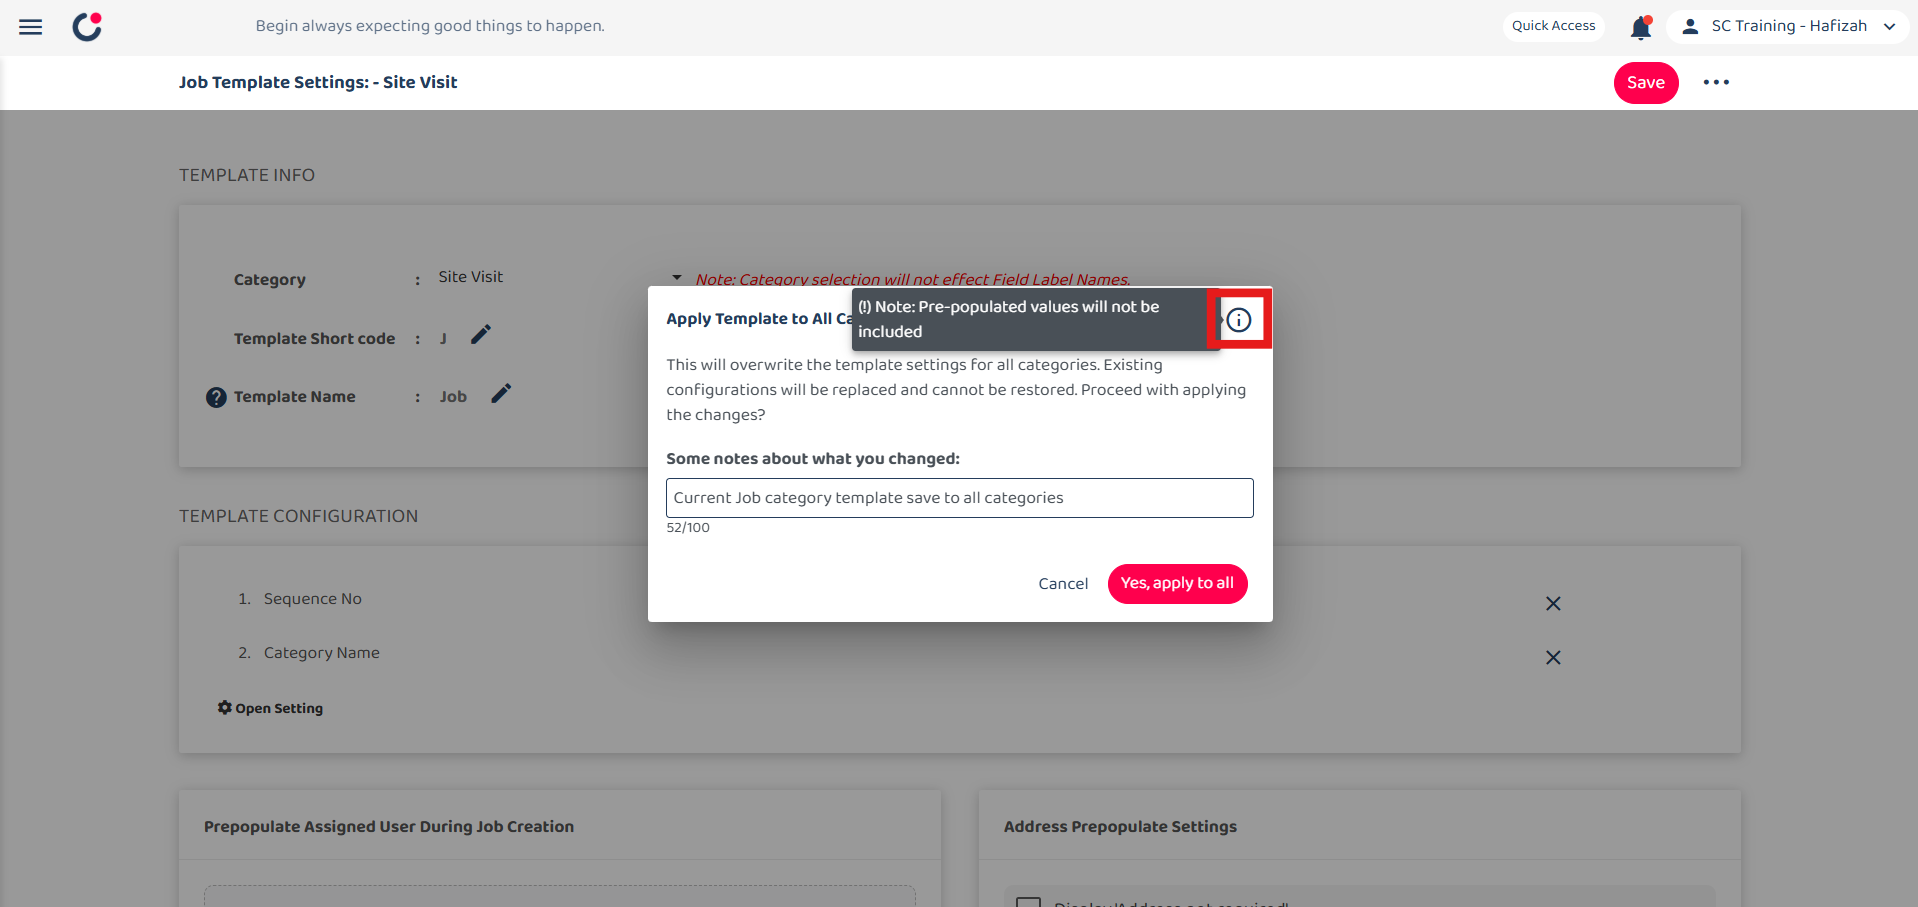 Begin always expecting good things to happen.
Quick Access
SC Training - Hafizah
Job Template Settings: - Site Visit
Save
TEMPLATE INFO
Category : Site Visit
Note: Category selection will not effect Field Label Names.
Template Short code : J
Template Name : Job
Apply Template to All Ca
(!) Note: Pre-populated values will not be
included
This will overwrite the template settings for all categories. Existing
configurations will be replaced and cannot be restored. Proceed with applying
the changes?
Some notes about what you changed:
Current Job category template save to all categories
52/100
Cancel
Yes, apply to all
TEMPLATE CONFIGURATION
1. Sequence No
2. Category Name
Open Setting
Prepopulate Assigned User During Job Creation
Address Prepopulate Settings
Display 'Address not required'